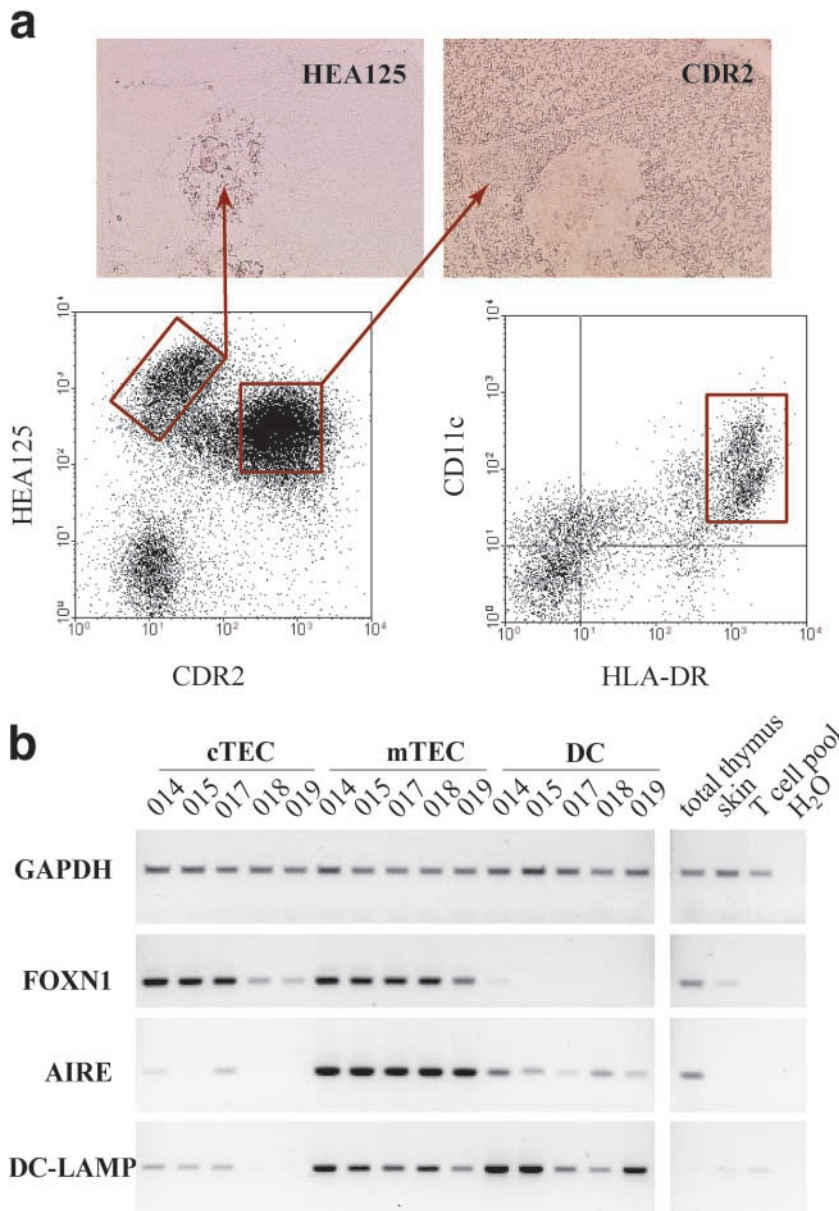 a
HEA125
CDR2
10⁴
10³
10²
10¹
10⁰
HEA125
10⁰ 10¹ 10² 10³ 10⁴
CDR2
10⁴
10³
10²
10¹
10⁰
CD11c
10⁰ 10¹ 10² 10³ 10⁴
HLA-DR
b
cTEC mTEC DC
014 015 017 018 019 014 015 017 018 019 014 015 017 018 019 total thymus skin T cell pool H₂O
GAPDH
FOXN1
AIRE
DC-LAMP